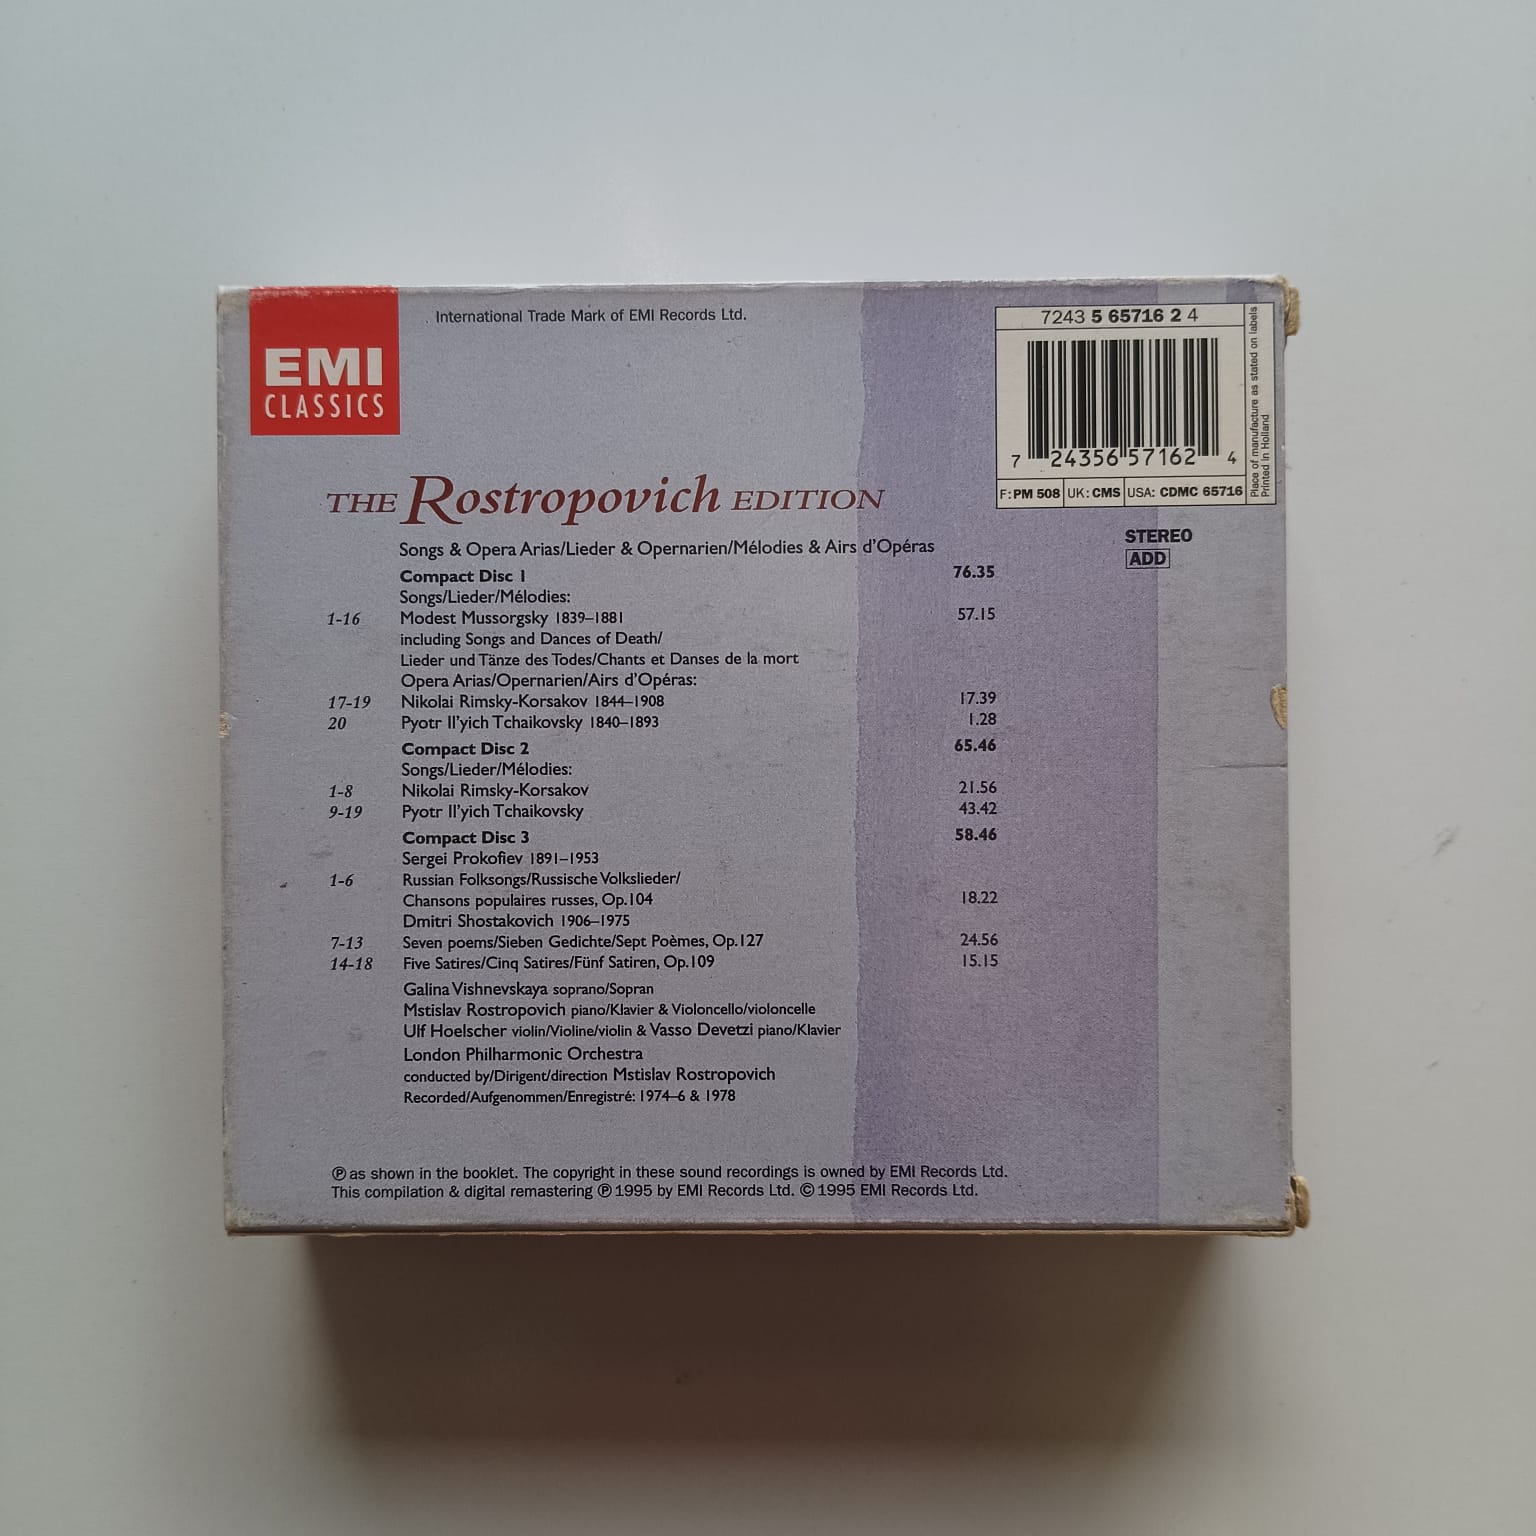 EMI
CLASSICS
International Trade Mark of EMI Records Ltd.
7243 5 65716 2 4
7 24356 57162 4
F: PM 508 UK: CMS USA: CDMC 65716
Place of manufacture as stated on labels
Printed in Holland
THE Rostropovich EDITION
STEREO
ADD
Songs & Opera Arias/Lieder & Opernarien/Mélodies & Airs d'Opéras
Compact Disc 1 76.35
Songs/Lieder/Mélodies:
1-16 Modest Mussorgsky 1839–1881 57.15
including Songs and Dances of Death/
Lieder und Tänze des Todes/Chants et Danses de la mort
Opera Arias/Opernarien/Airs d'Opéras:
17-19 Nikolai Rimsky-Korsakov 1844–1908 17.39
20 Pyotr Il'yich Tchaikovsky 1840–1893 1.28
Compact Disc 2 65.46
Songs/Lieder/Mélodies:
1-8 Nikolai Rimsky-Korsakov 21.56
9-19 Pyotr Il'yich Tchaikovsky 43.42
Compact Disc 3 58.46
Sergei Prokofiev 1891–1953
1-6 Russian Folksongs/Russische Volkslieder/
Chansons populaires russes, Op.104 18.22
Dmitri Shostakovich 1906–1975
7-13 Seven poems/Sieben Gedichte/Sept Poèmes, Op.127 24.56
14-18 Five Satires/Cinq Satires/Fünf Satiren, Op.109 15.15
Galina Vishnevskaya soprano/Sopran
Mstislav Rostropovich piano/Klavier & Violoncello/violoncelle
Ulf Hoelscher violin/Violine/violin & Vasso Devetzi piano/Klavier
London Philharmonic Orchestra
conducted by/Dirigent/direction Mstislav Rostropovich
Recorded/Aufgenommen/Enregistré: 1974–6 & 1978
℗ as shown in the booklet. The copyright in these sound recordings is owned by EMI Records Ltd.
This compilation & digital remastering ℗ 1995 by EMI Records Ltd. © 1995 EMI Records Ltd.